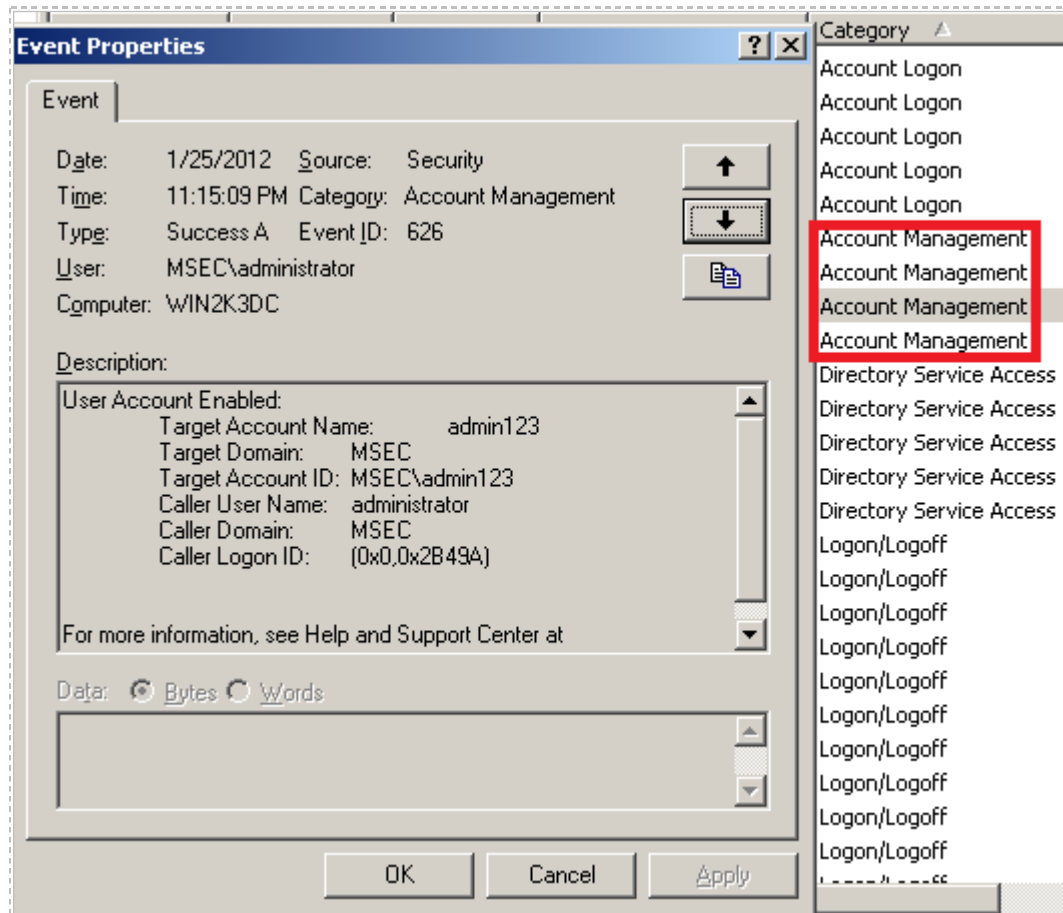 Event Properties
Event
Date: 1/25/2012 Source: Security
Time: 11:15:09 PM Category: Account Management
Type: Success A Event ID: 626
User: MSEC\administrator
Computer: WIN2K3DC
Description:
User Account Enabled:
Target Account Name: admin123
Target Domain: MSEC
Target Account ID: MSEC\admin123
Caller User Name: administrator
Caller Domain: MSEC
Caller Logon ID: (0x0,0x2B49A)
For more information, see Help and Support Center at
Data: Bytes Words
OK Cancel Apply
Category
Account Logon
Account Logon
Account Logon
Account Logon
Account Logon
Account Management
Account Management
Account Management
Account Management
Directory Service Access
Directory Service Access
Directory Service Access
Directory Service Access
Directory Service Access
Logon/Logoff
Logon/Logoff
Logon/Logoff
Logon/Logoff
Logon/Logoff
Logon/Logoff
Logon/Logoff
Logon/Logoff
Logon/Logoff
Logon/Logoff